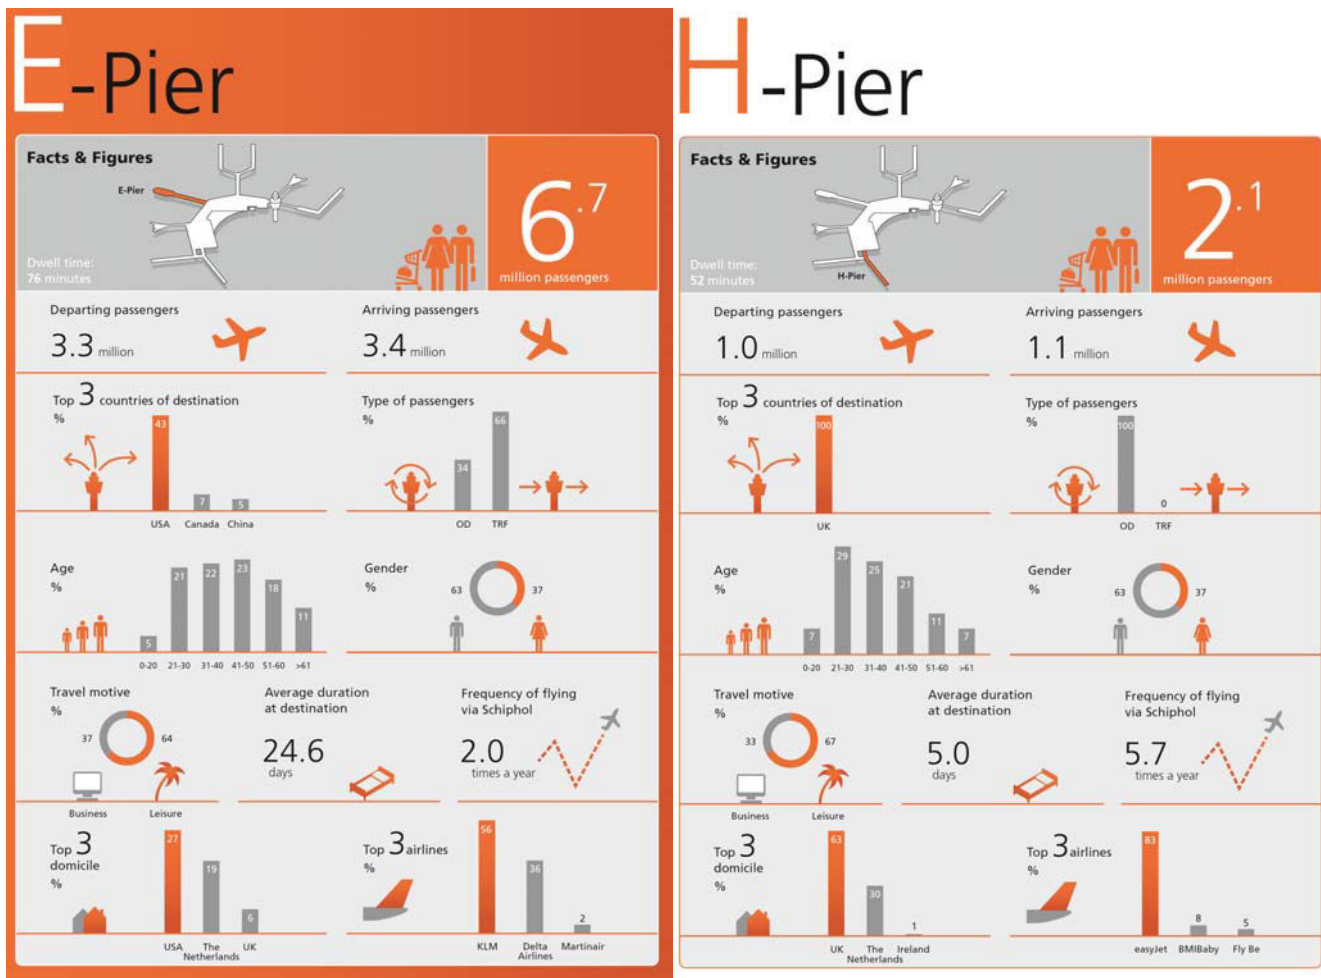 E-Pier
Facts & Figures
E-Pier
Dwell time:
76 minutes
6.7
million passengers
Departing passengers
3.3 million
Arriving passengers
3.4 million
Top 3 countries of destination
%
43
7
5
USA Canada China
Type of passengers
%
34
66
OD TRF
Age
%
5
21
22
23
18
11
0-20 21-30 31-40 41-50 51-60 >61
Gender
%
63
37
Travel motive
%
37
64
Business Leisure
Average duration
at destination
24.6
days
Frequency of flying
via Schiphol
2.0
times a year
Top 3
domicile
%
27
19
6
USA The Netherlands UK
Top 3 airlines
%
56
36
2
KLM Delta Airlines Martinair
H-Pier
Facts & Figures
H-Pier
Dwell time:
52 minutes
2.1
million passengers
Departing passengers
1.0 million
Arriving passengers
1.1 million
Top 3 countries of destination
%
100
UK
Type of passengers
%
100
0
OD TRF
Age
%
7
29
25
21
11
7
0-20 21-30 31-40 41-50 51-60 >61
Gender
%
63
37
Travel motive
%
33
67
Business Leisure
Average duration
at destination
5.0
days
Frequency of flying
via Schiphol
5.7
times a year
Top 3
domicile
%
63
30
1
UK The Netherlands Ireland
Top 3 airlines
%
83
8
5
easyJet BMIBaby Fly Be